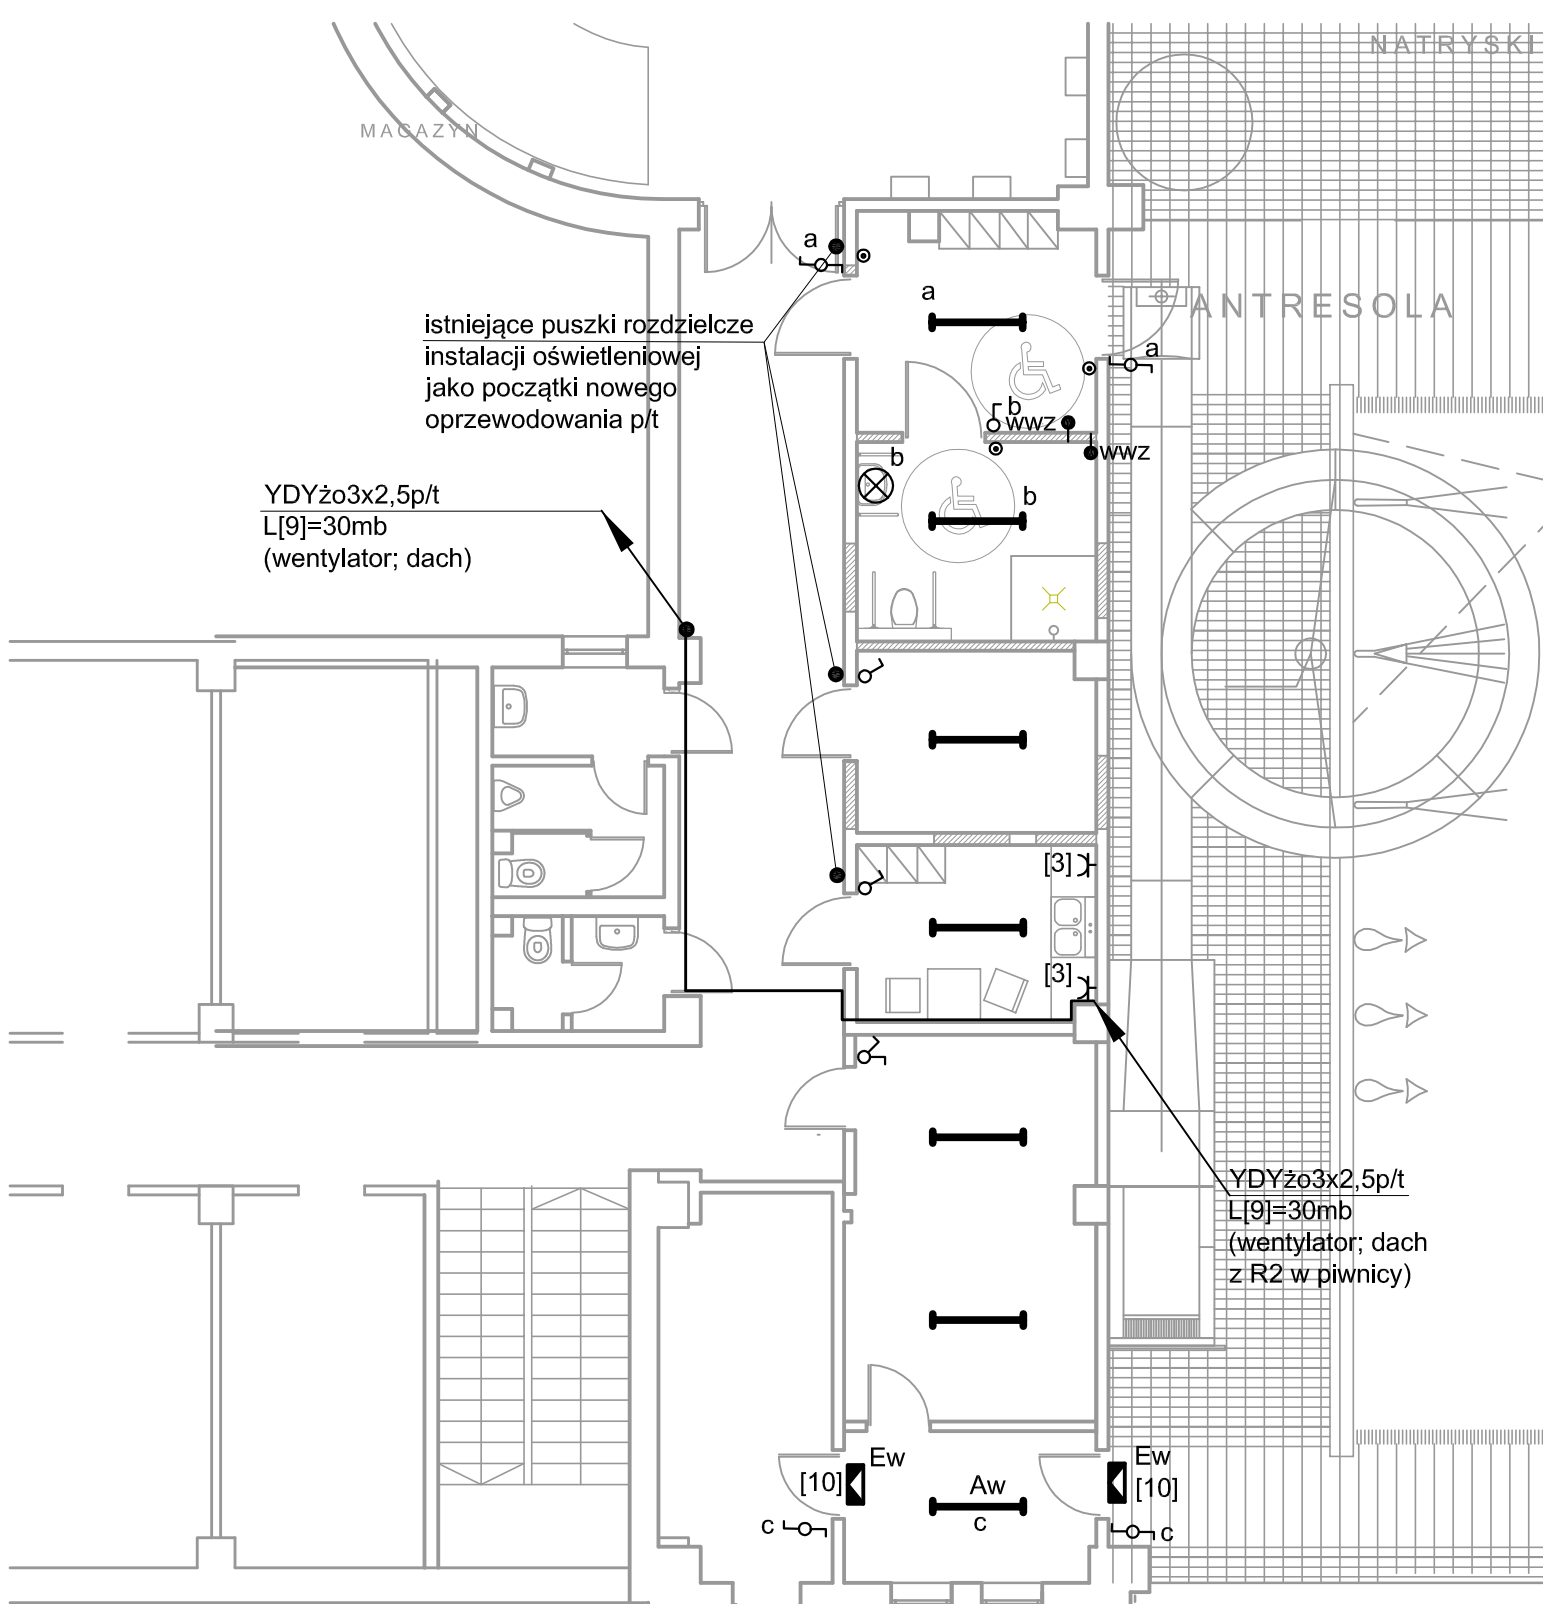 NATRYSKI
MAGAZYN
a
ANTRESOLA
a
istniejące puszki rozdzielcze
instalacji oświetleniowej
jako początki nowego
oprzewodowania p/t
a
b
wwz
wwz
b
b
YDYżo3x2,5p/t
L[9]=30mb
(wentylator; dach)
[3]
[3]
YDYżo3x2,5p/t
L[9]=30mb
(wentylator; dach
z R2 w piwnicy)
Ew
[10]
Aw
c
Ew
[10]
c
c